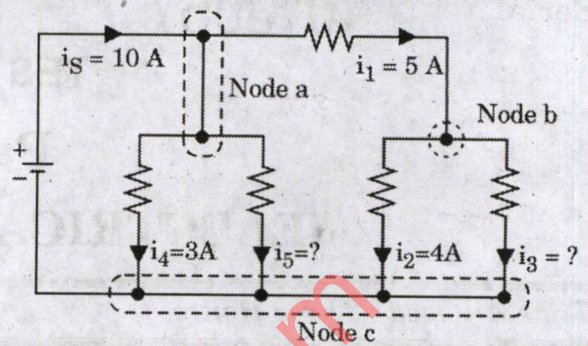 iS = 10 A
i1 = 5 A
Node a
Node b
+
−
i4=3A
i5=?
i2=4A
i3 = ?
Node c
m